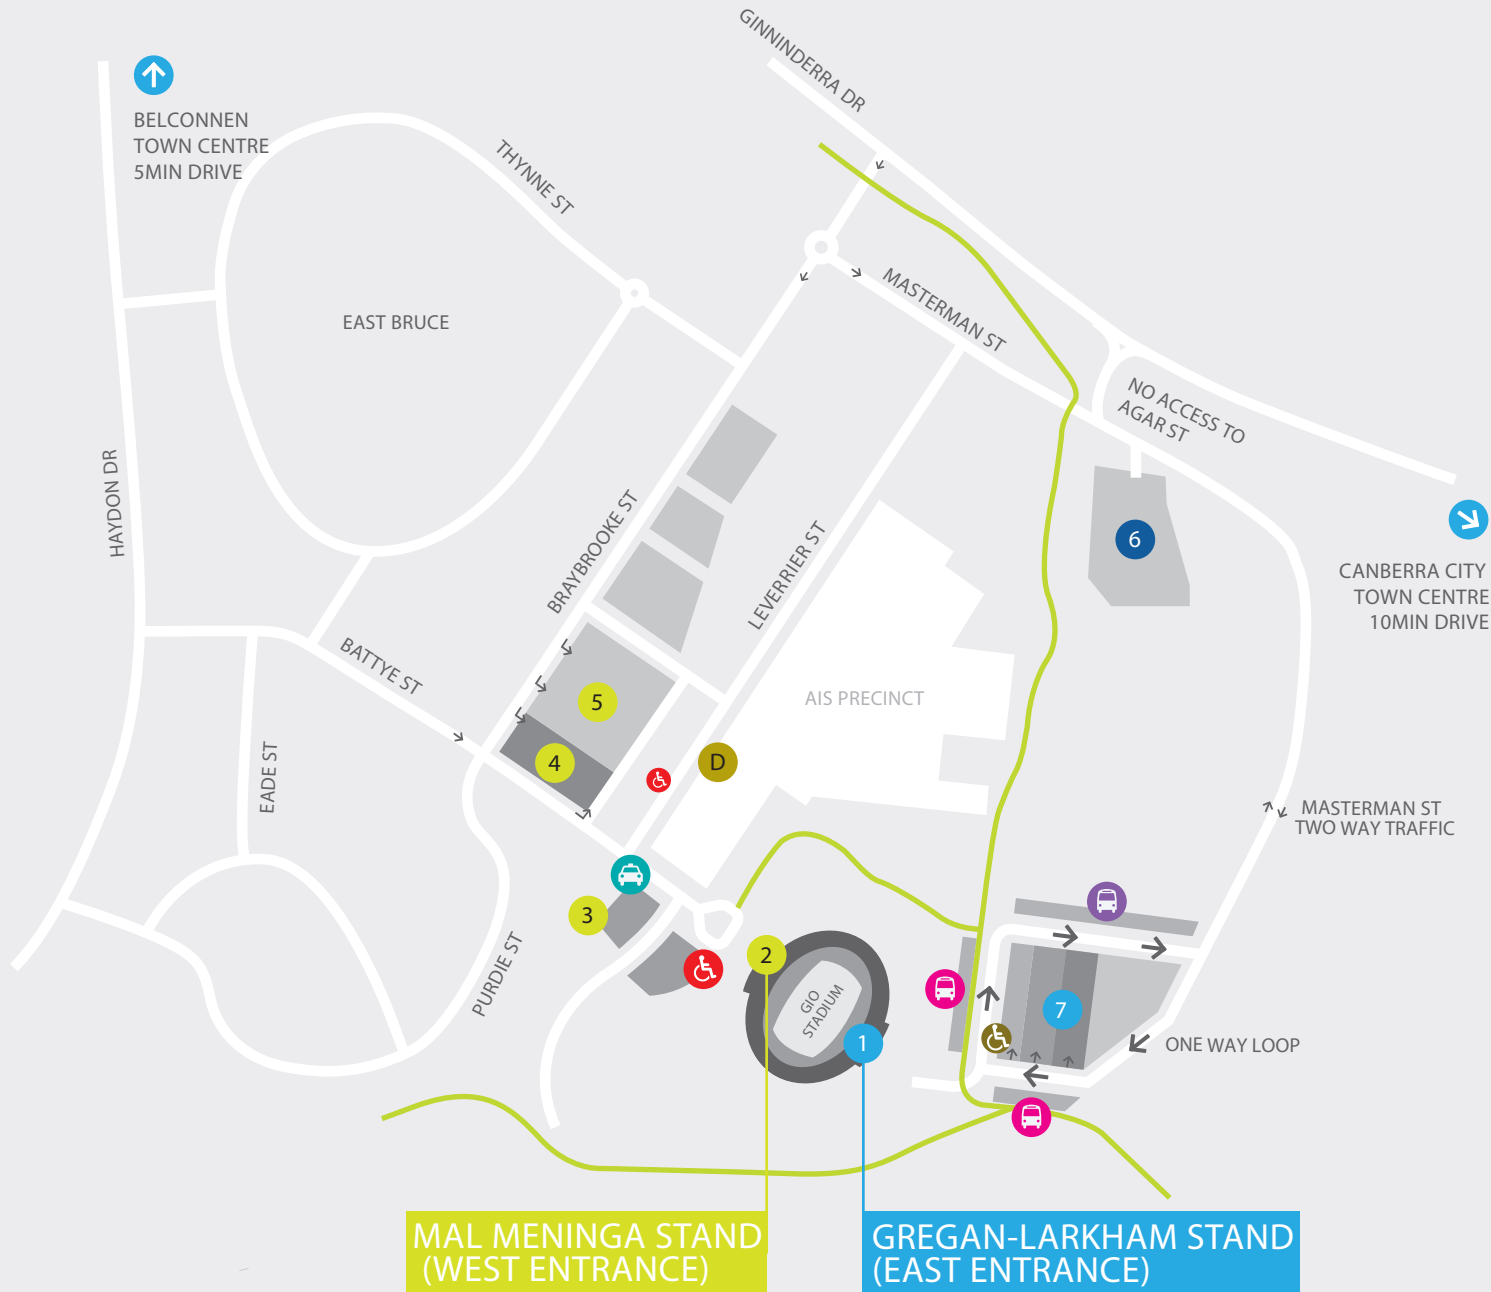 GINNINDERRA DR
BELCONNEN
TOWN CENTRE
5MIN DRIVE
THYNNE ST
EAST BRUCE
MASTERMAN ST
NO ACCESS TO
AGAR ST
HAYDON DR
BRAYBROOKE ST
LEVERRIER ST
6
CANBERRA CITY
TOWN CENTRE
10MIN DRIVE
BATTYE ST
AIS PRECINCT
5
4
D
EADE ST
MASTERMAN ST
TWO WAY TRAFFIC
3
2
PURDIE ST
GIO
STADIUM
1
7
ONE WAY LOOP
MAL MENINGA STAND
(WEST ENTRANCE)
GREGAN-LARKHAM STAND
(EAST ENTRANCE)